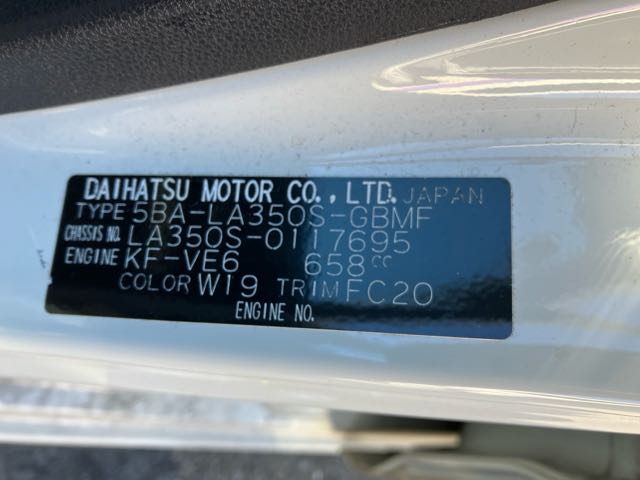 DAIHATSU MOTOR CO., LTD. JAPAN
TYPE 5BA-LA350S-GBMF
CHASSIS NO. LA350S-0117695
ENGINE KF-VE6 658cc
COLOR W19 TRIM FC20
ENGINE NO.